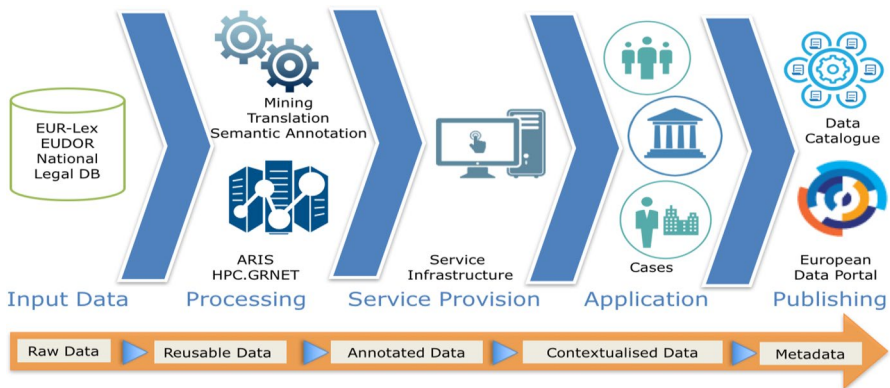 EUR-Lex
EUDOR
National
Legal DB
Mining
Translation
Semantic Annotation
ARIS
HPC.GRNET
Service
Infrastructure
Cases
Data
Catalogue
European
Data Portal
Input Data
Processing
Service Provision
Application
Publishing
Raw Data
Reusable Data
Annotated Data
Contextualised Data
Metadata